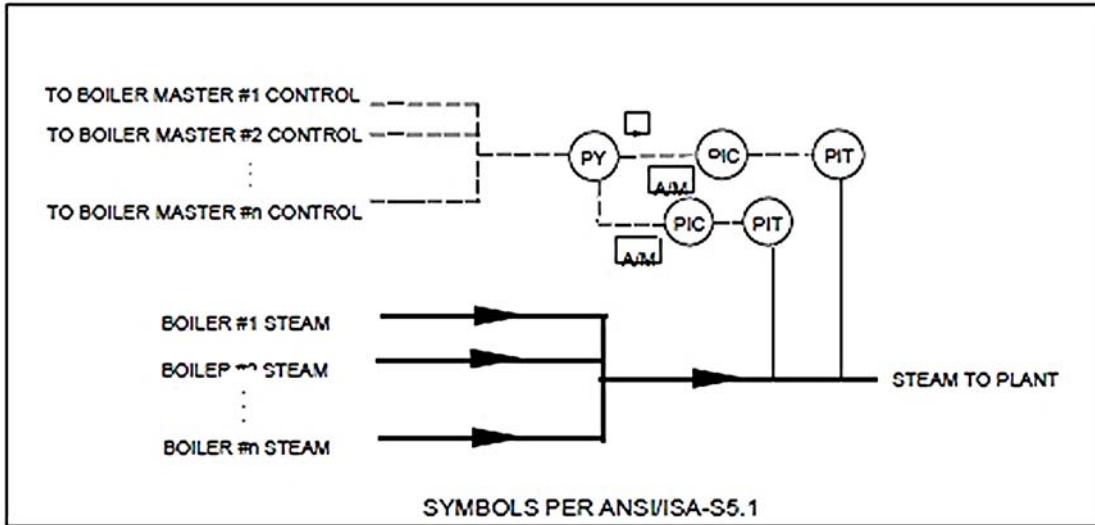 TO BOILER MASTER #1 CONTROL
TO BOILER MASTER #2 CONTROL
TO BOILER MASTER #n CONTROL
PY
PIC
PIT
A/M
PIC
PIT
A/M
BOILER #1 STEAM
STEAM
BOILER #n STEAM
STEAM TO PLANT
SYMBOLS PER ANSI/ISA-S5.1